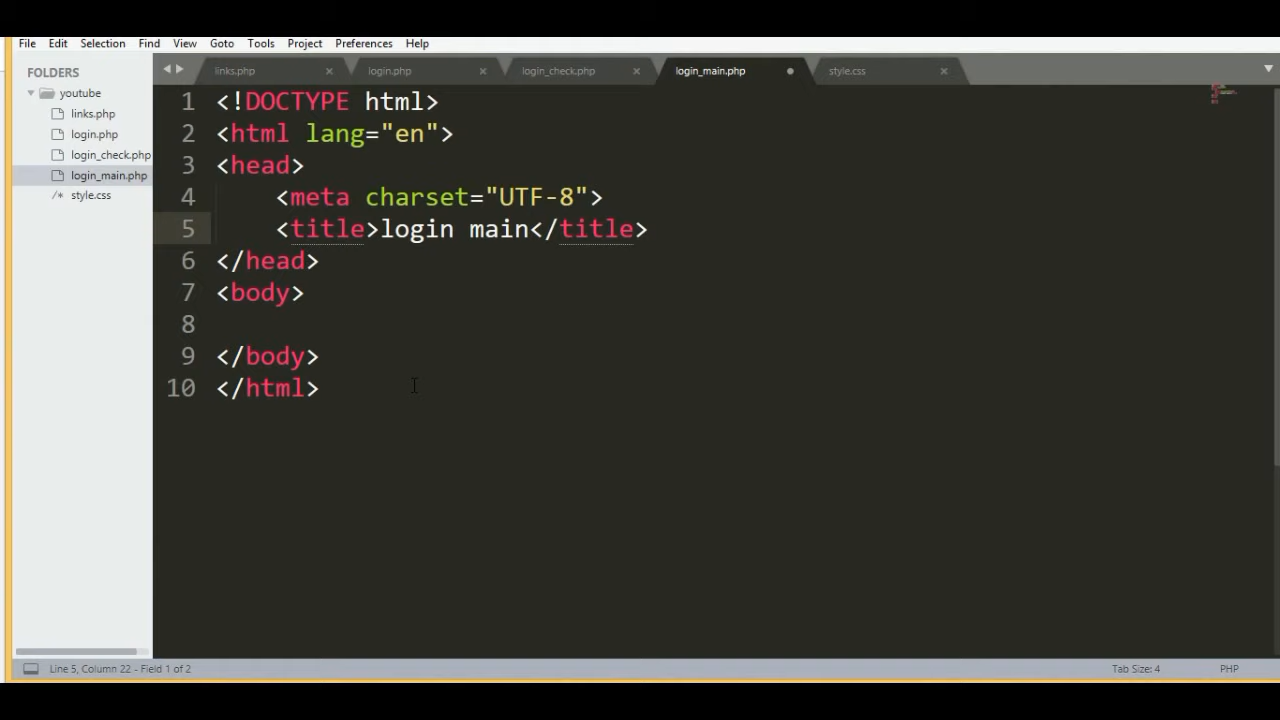 File Edit Selection Find View Goto Tools Project Preferences Help
FOLDERS
youtube
links.php
login.php
login_check.php
login_main.php
/* style.css
links.php × login.php × login_check.php × login_main.php style.css ×
1 <!DOCTYPE html>
2 <html lang="en">
3 <head>
4     <meta charset="UTF-8">
5     <title>login main</title>
6 </head>
7 <body>
8
9 </body>
10 </html>
Line 5, Column 22 - Field 1 of 2 Tab Size: 4 PHP